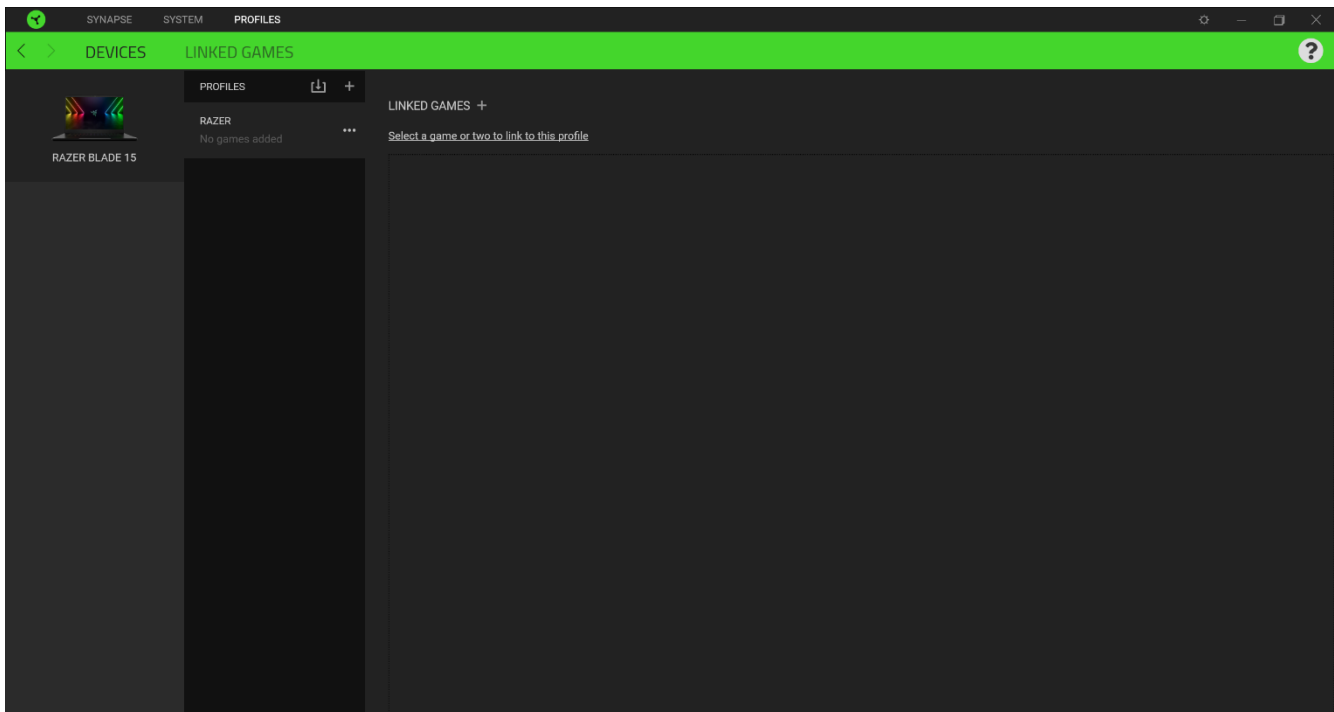 SYNAPSE SYSTEM PROFILES
DEVICES LINKED GAMES ?
RAZER BLADE 15
PROFILES
RAZER
No games added
LINKED GAMES +
Select a game or two to link to this profile